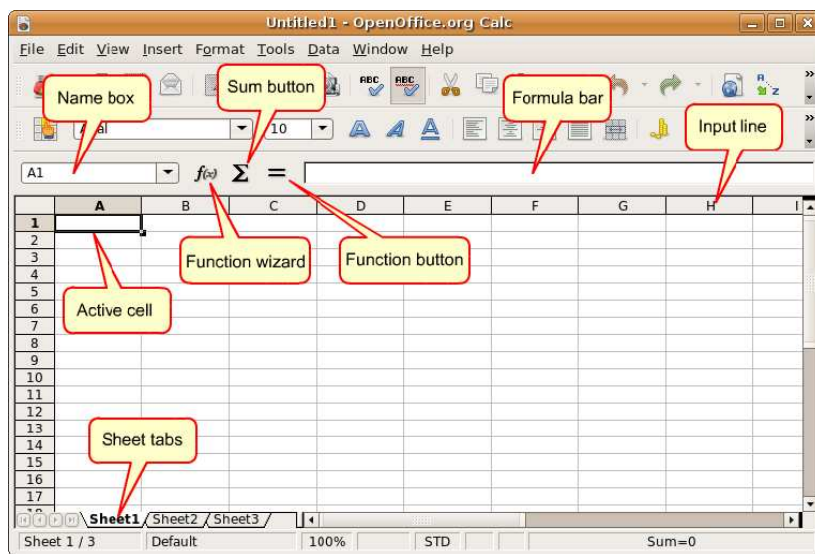 Untitled1 - OpenOffice.org Calc
File Edit View Insert Format Tools Data Window Help
Name box
Sum button
ABC ABC
Formula bar
A Z
Input line
10
A A A
A1 f(x) Σ =
A B C D E F G H I
1
2
3
Function wizard
Function button
4
5
Active cell
6
7
8
9
10
11
12
13
Sheet tabs
14
15
16
17
Sheet1 Sheet2 Sheet3
Sheet 1 / 3 Default 100% STD Sum=0